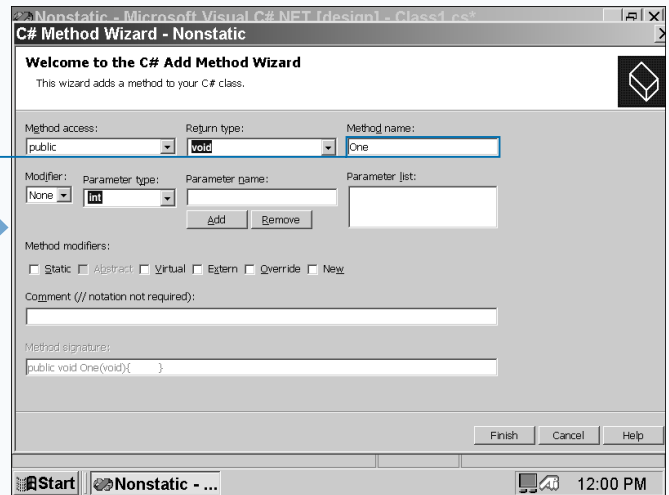 Nonstatic - Microsoft Visual C# .NET [design] - Class1.cs*
C# Method Wizard - Nonstatic
Welcome to the C# Add Method Wizard
This wizard adds a method to your C# class.
Method access: Return type: Method name:
public void One
Modifier: Parameter type: Parameter name: Parameter list:
None int
Add Remove
Method modifiers:
Static Abstract Virtual Extern Override New
Comment (// notation not required):
Method signature:
public void One(void){ }
Finish Cancel Help
Start Nonstatic - ... 12:00 PM